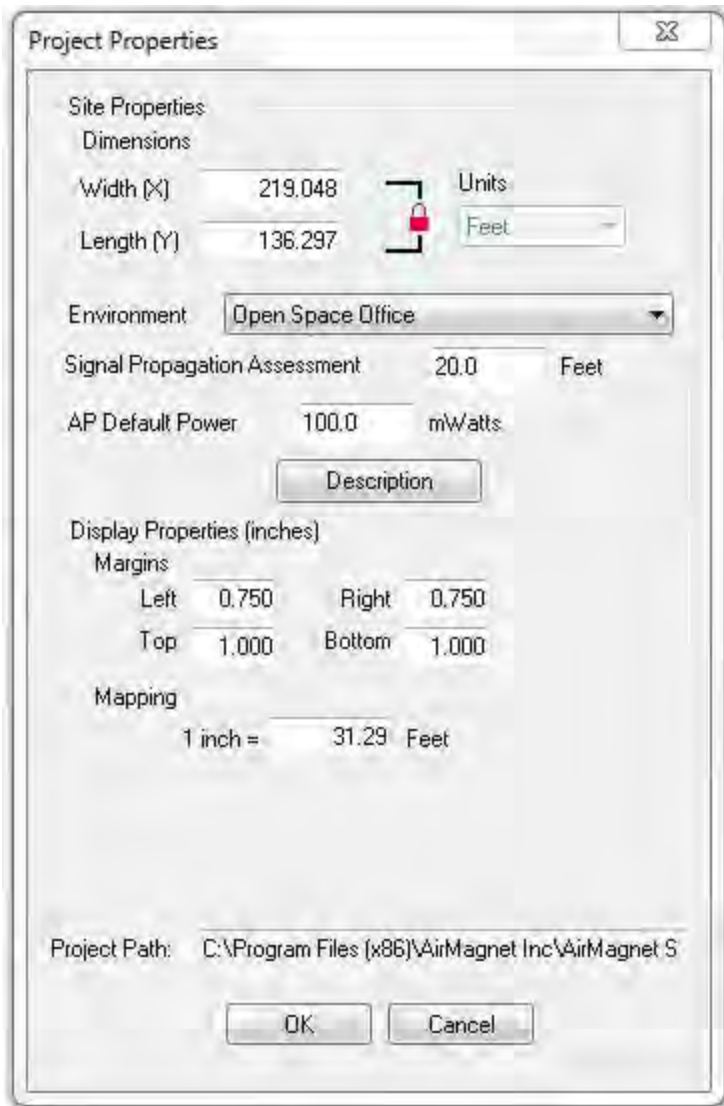 Project Properties
Site Properties
Dimensions
Width (X) 219.048 Units
Length (Y) 136.297 Feet
Environment Open Space Office
Signal Propagation Assessment 20.0 Feet
AP Default Power 100.0 mWatts
Description
Display Properties (inches)
Margins
Left 0.750 Right 0.750
Top 1.000 Bottom 1.000
Mapping
1 inch = 31.29 Feet
Project Path: C:\Program Files (x86)\AirMagnet Inc\AirMagnet S
OK Cancel